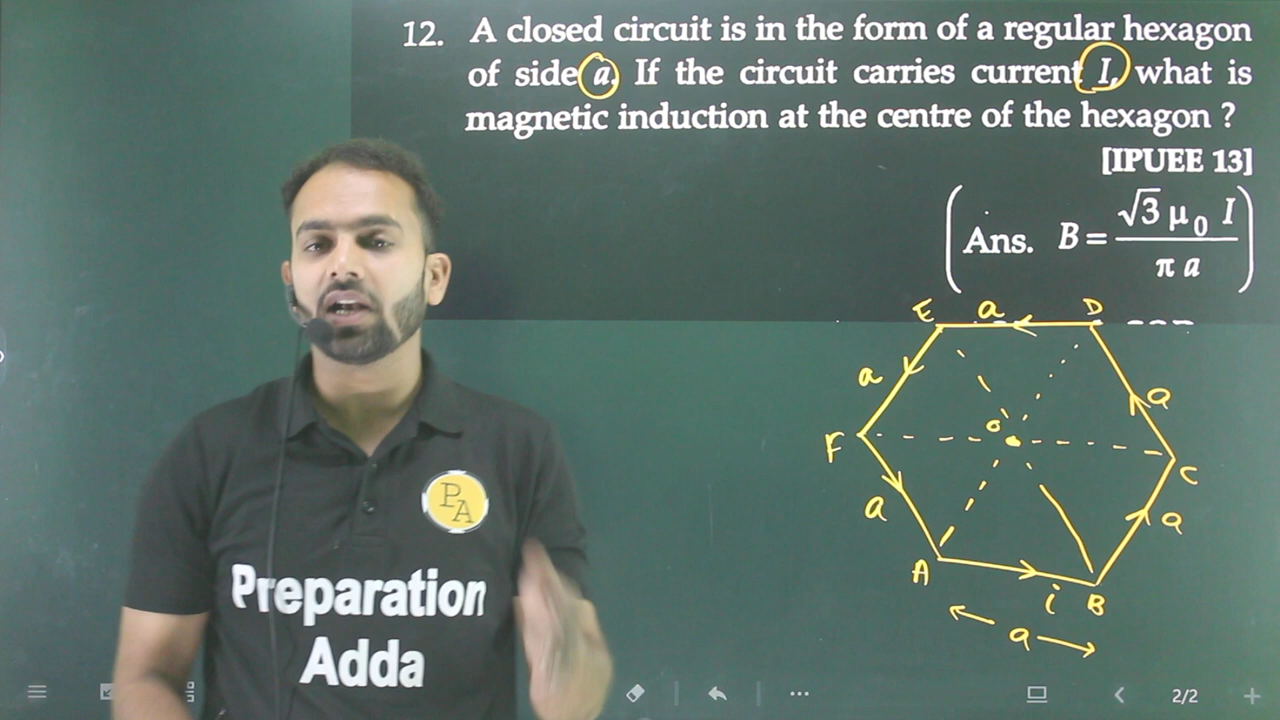 12. A closed circuit is in the form of a regular hexagon
of side a. If the circuit carries current I, what is
magnetic induction at the centre of the hexagon ?
[IPUEE 13]
(Ans. B = √3 μ₀ I / π a)
E a D
a a
F o C
a a
A i B
a
PA
Preparation
Adda
2/2